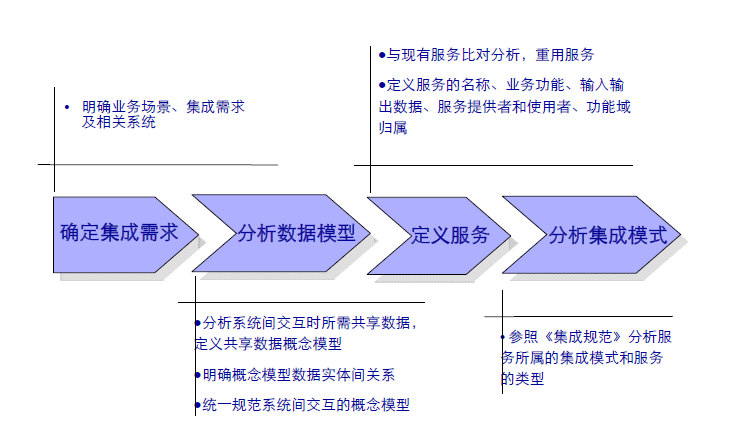 ●与现有服务比对分析，重用服务
●定义服务的名称、业务功能、输入输
出数据、服务提供者和使用者、功能域
归属
• 明确业务场景、集成需求
及相关系统
确定集成需求
分析数据模型
定义服务
分析集成模式
●分析系统间交互时所需共享数据，
定义共享数据概念模型
●明确概念模型数据实体间关系
●统一规范系统间交互的概念模型
• 参照《集成规范》分析服
务所属的集成模式和服务
的类型